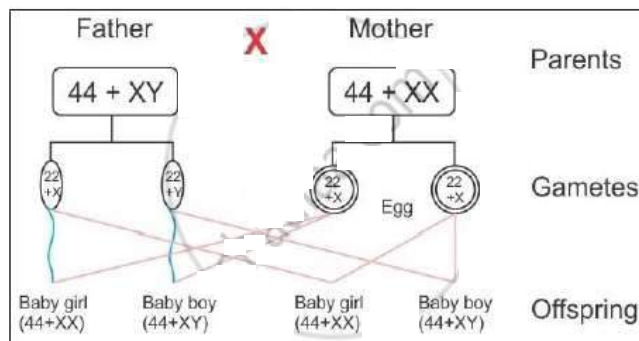 Father X Mother
Parents
44 + XY 44 + XX
22 +X 22 +Y 22 +X 22 +X
Gametes
Egg
Baby girl Baby boy Baby girl Baby boy
(44+XX) (44+XY) (44+XX) (44+XY)
Offspring